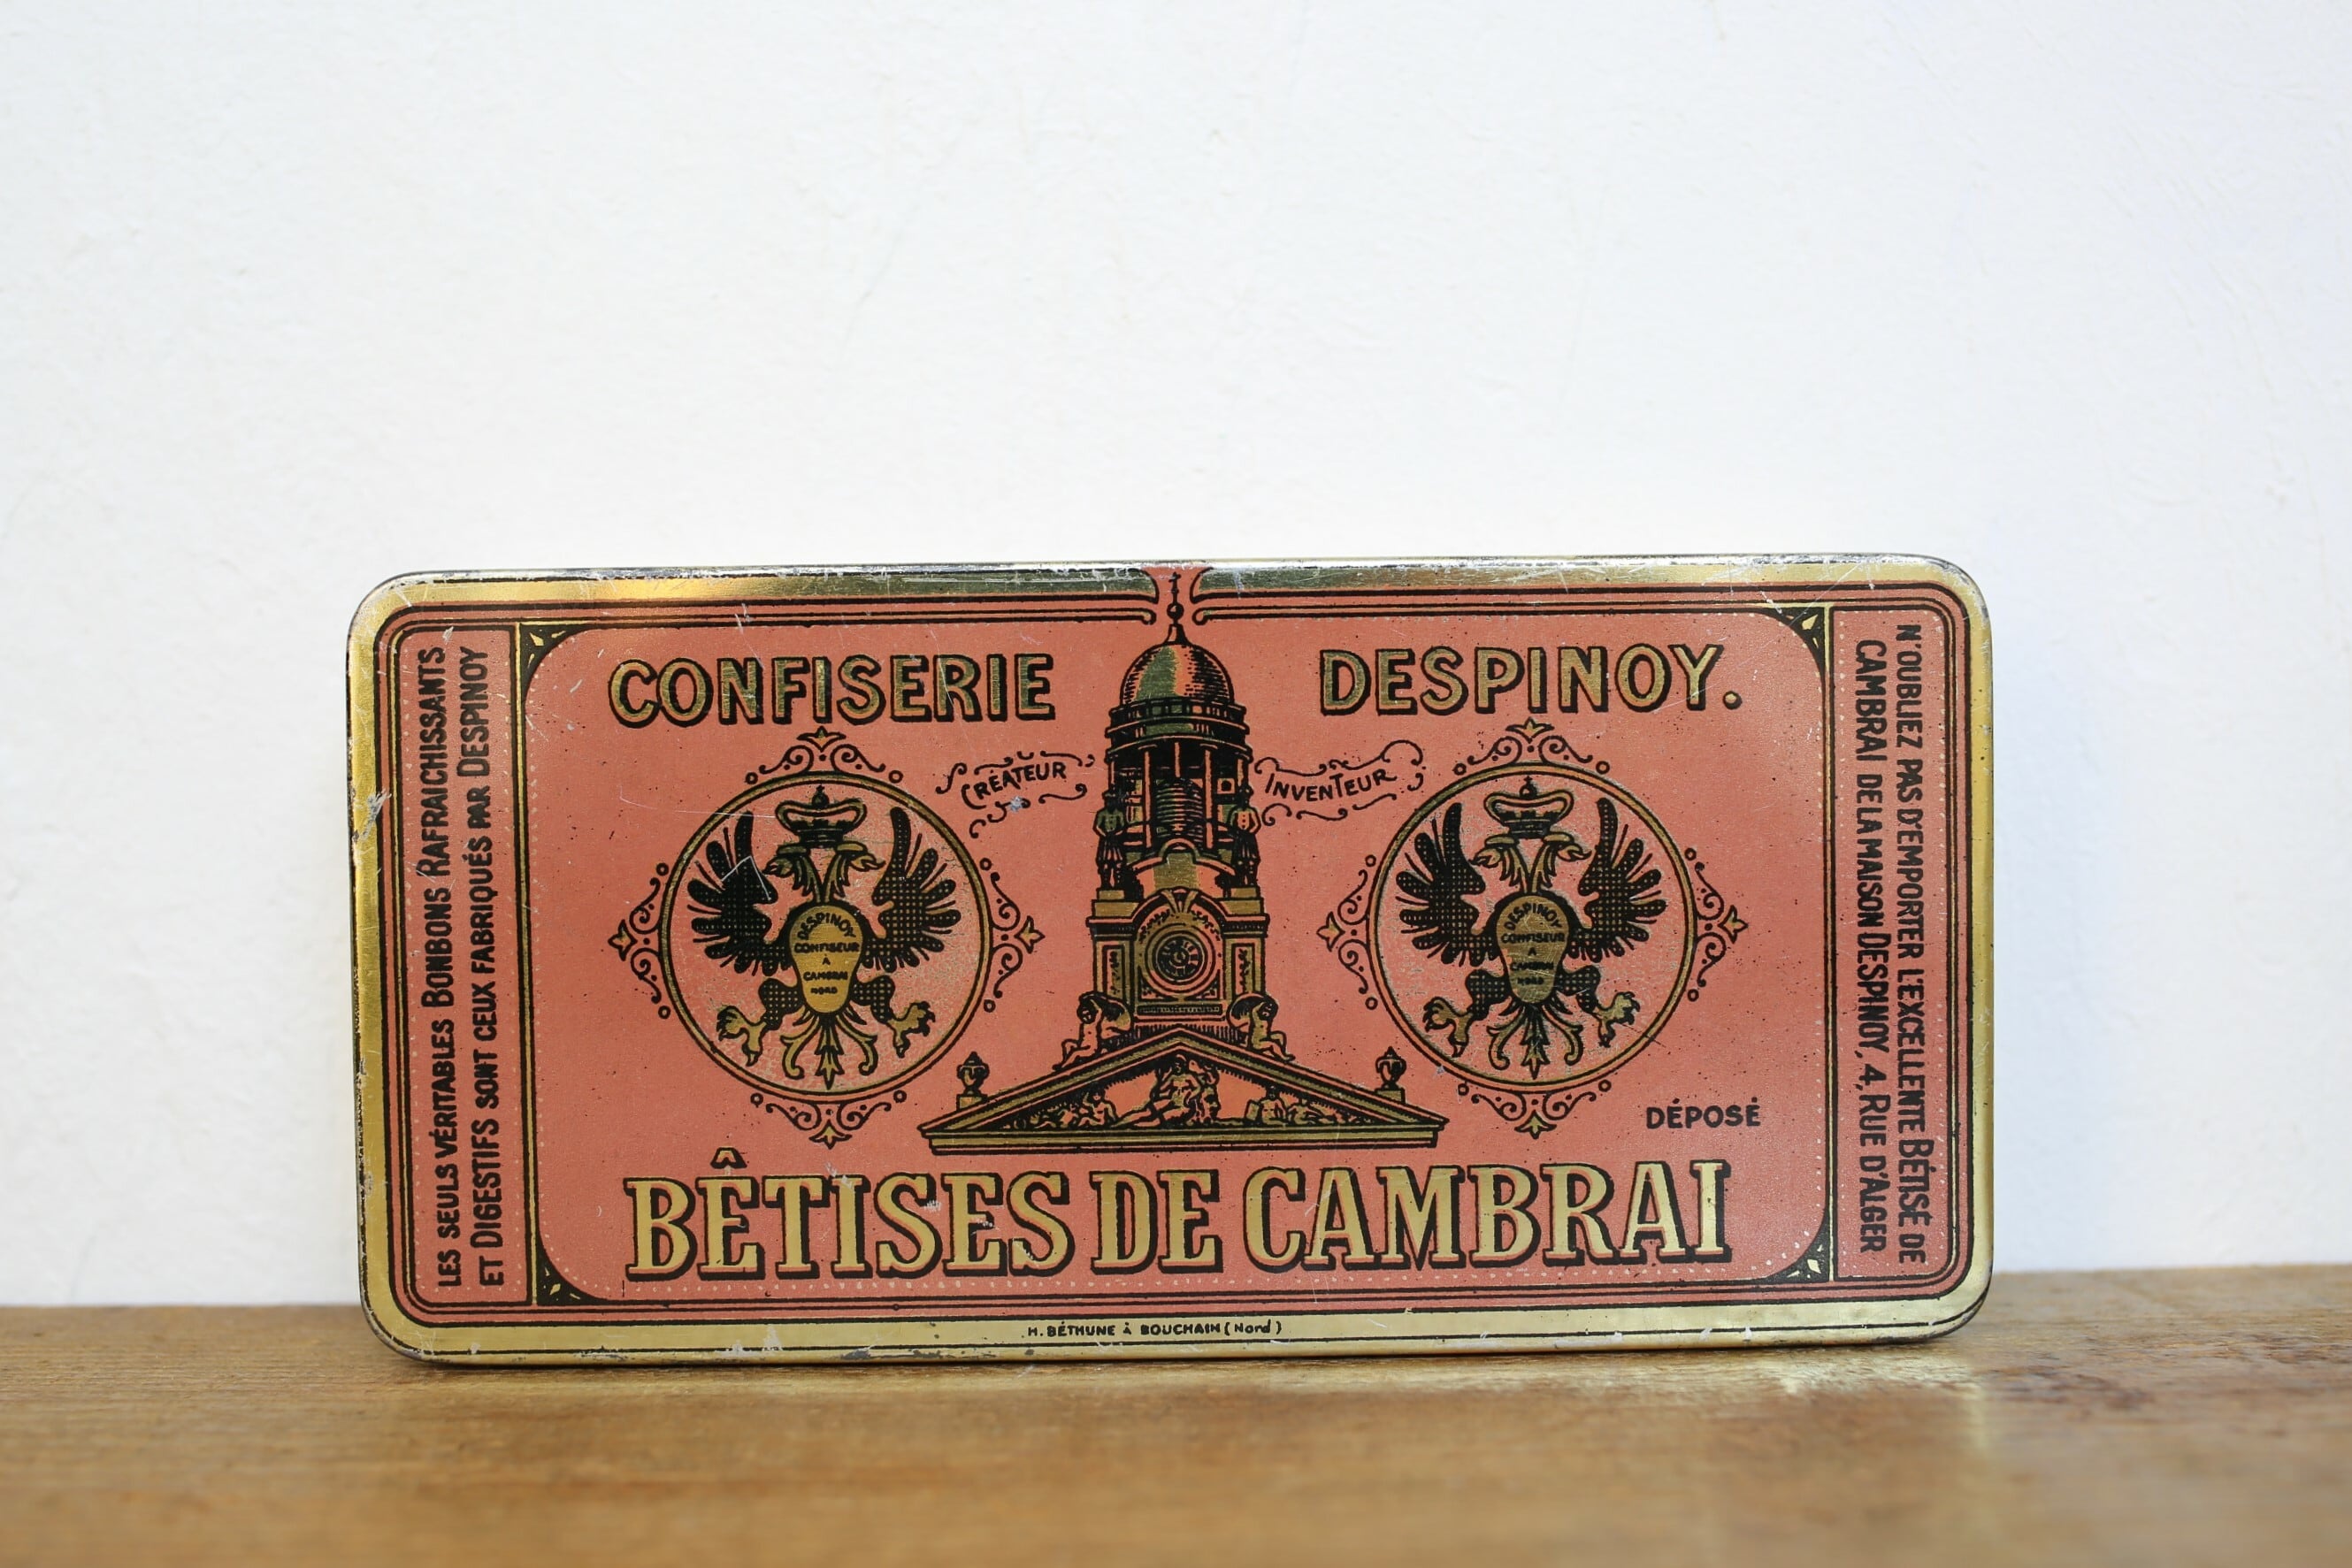 LES SEULS VÉRITABLES BONBONS RAFRAICHISSANTS
ET DIGESTIFS SONT CEUX FABRIQUÉS PAR DESPINOY
CONFISERIE DESPINOY.
CRÉATEUR INVENTEUR
DESPINOY
CONFISEUR
À
CAMBRAI
NORD
DESPINOY
CONFISEUR
À
CAMBRAI
NORD
DÉPOSÉ
BÊTISES DE CAMBRAI
N'OUBLIEZ PAS D'EMPORTER L'EXCELLENTE BÊTISE DE
CAMBRAI DE LA MAISON DESPINOY, 4, RUE D'ALGER
H. BÉTHUNE À BOUCHAIN (Nord)